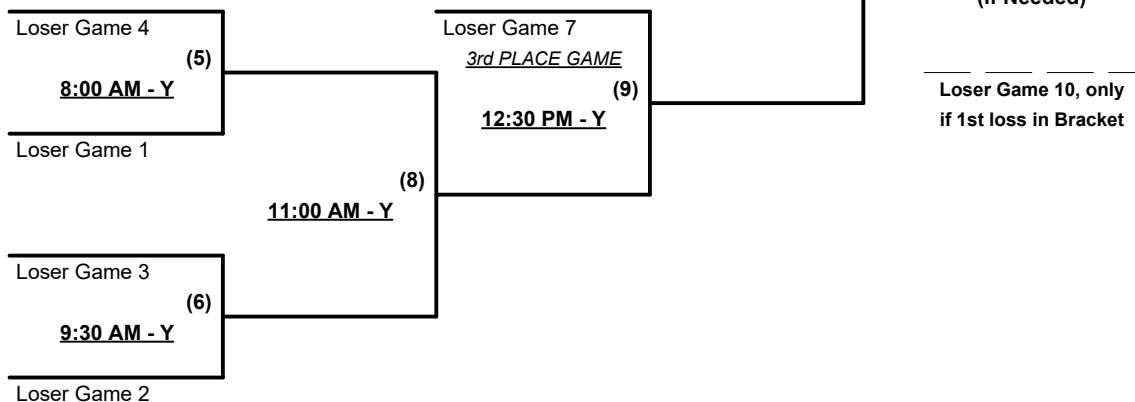 (If Needed)
Loser Game 4
(5)
8:00 AM - Y
Loser Game 1
Loser Game 7
3rd PLACE GAME
(9)
12:30 PM - Y
Loser Game 10, only
if 1st loss in Bracket
(8)
11:00 AM - Y
Loser Game 3
(6)
9:30 AM - Y
Loser Game 2